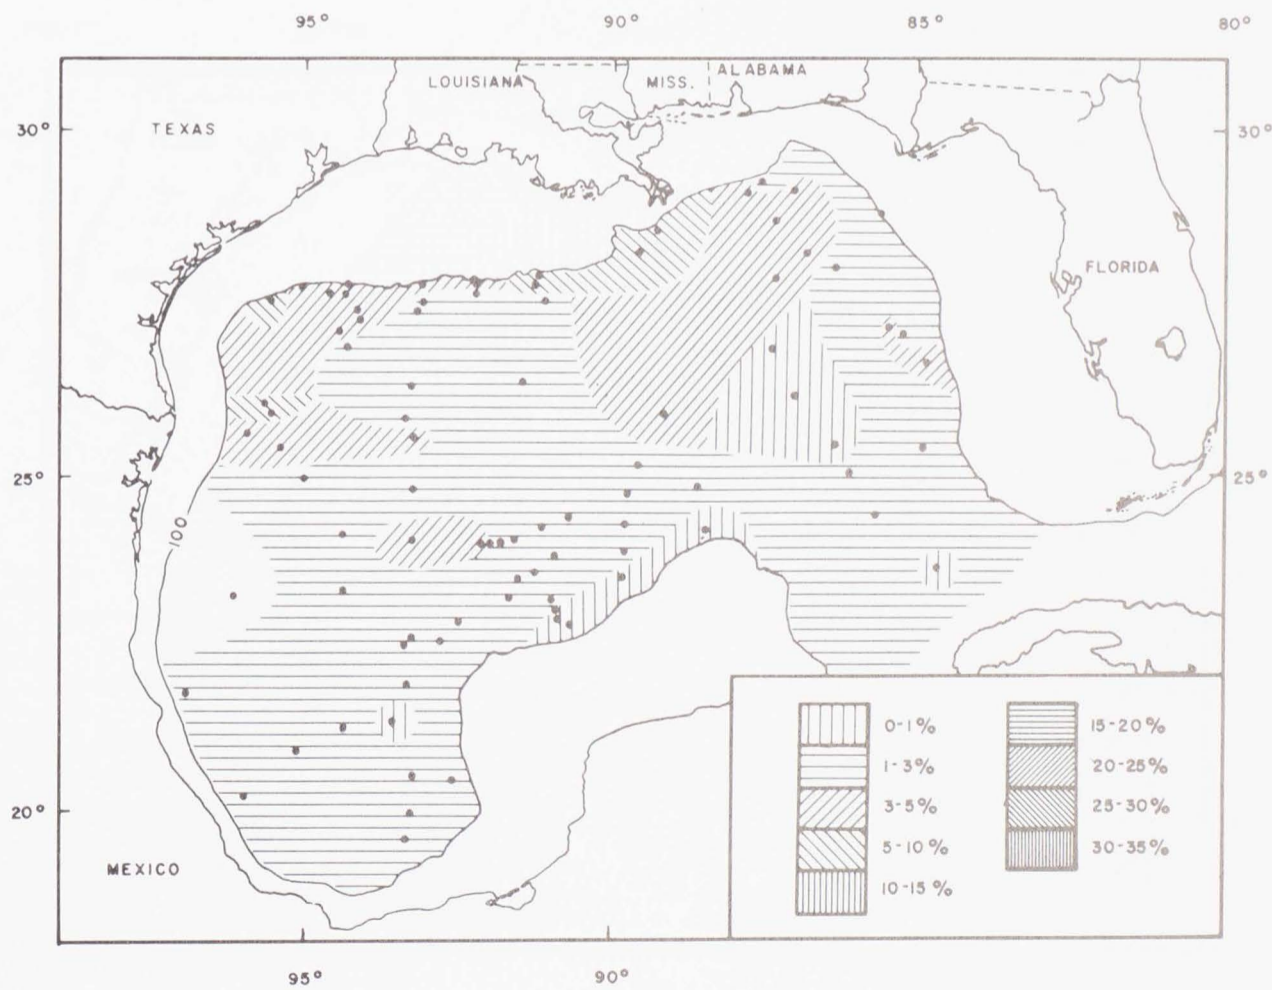 95° 90° 85° 80°
LOUISIANA MISS. ALABAMA
30° TEXAS 30°
FLORIDA
25° 25°
100
0-1% 15-20%
1-3% 20-25%
3-5% 25-30%
5-10% 30-35%
10-15%
20°
MEXICO
95° 90°